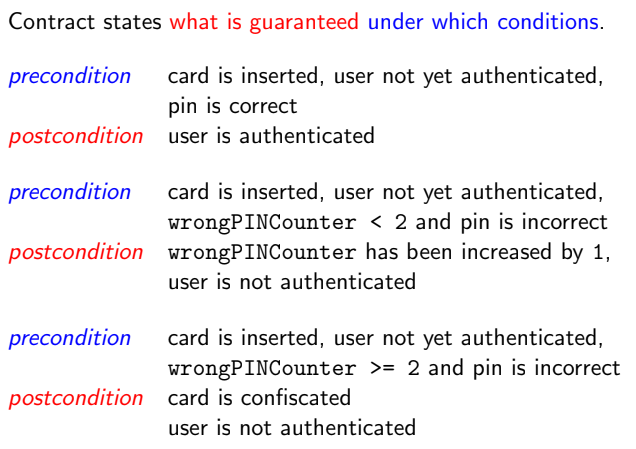 Contract states what is guaranteed under which conditions.
precondition card is inserted, user not yet authenticated,
pin is correct
postcondition user is authenticated
precondition card is inserted, user not yet authenticated,
wrongPINCounter < 2 and pin is incorrect
postcondition wrongPINCounter has been increased by 1,
user is not authenticated
precondition card is inserted, user not yet authenticated,
wrongPINCounter >= 2 and pin is incorrect
postcondition card is confiscated
user is not authenticated